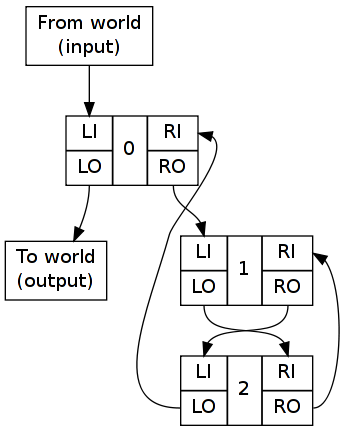 From world
(input)
LI
0
RI
LO
RO
To world
(output)
LI
1
RI
LO
RO
LI
2
RI
LO
RO